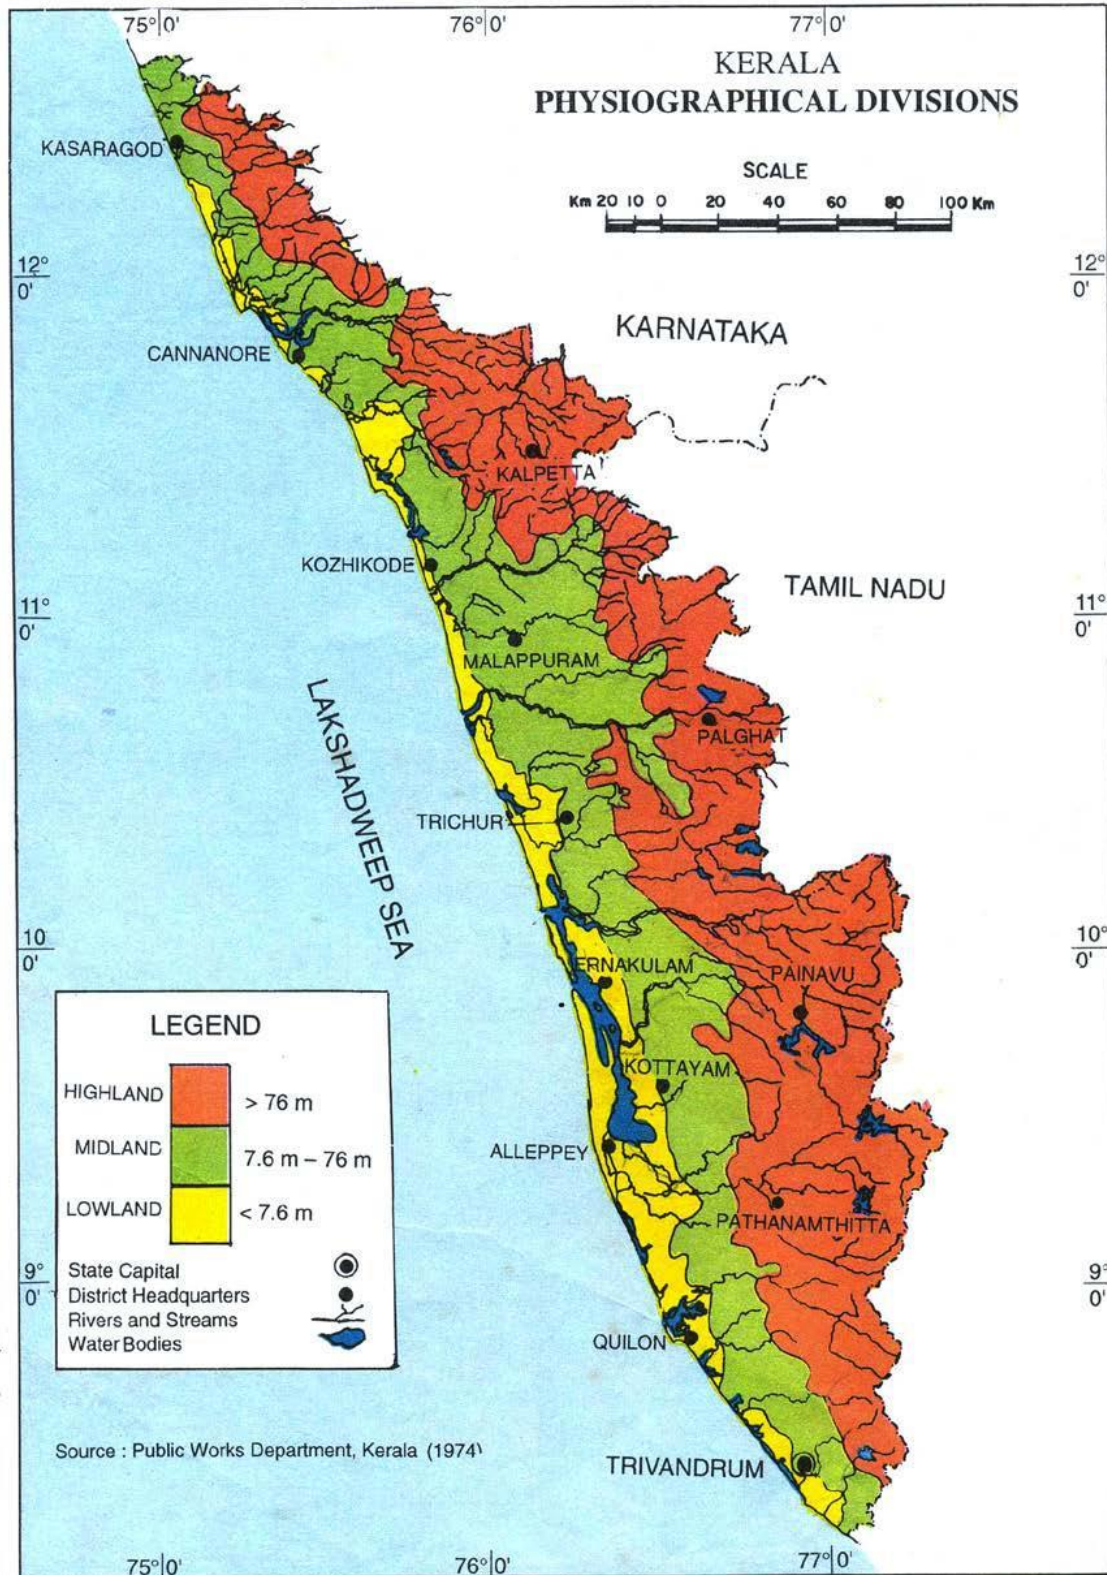 75°0'
76°0'
77°0'
KERALA
PHYSIOGRAPHICAL DIVISIONS
SCALE
Km 20 10 0 20 40 60 80 100 Km
KASARAGOD
12°
0'
12°
0'
KARNATAKA
CANNANORE
KALPETTA
KOZHIKODE
TAMIL NADU
11°
0'
11°
0'
MALAPPURAM
LAKSHADWEEP SEA
PALGHAT
TRICHUR
10
0'
10°
0'
ERNAKULAM
PAINAVU
KOTTAYAM
ALLEPPEY
PATHANAMTHITTA
9°
0'
9°
0'
QUILON
TRIVANDRUM
LEGEND
HIGHLAND > 76 m
MIDLAND 7.6 m – 76 m
LOWLAND < 7.6 m
State Capital
District Headquarters
Rivers and Streams
Water Bodies
Source : Public Works Department, Kerala (1974)
75°0'
76°0'
77°0'